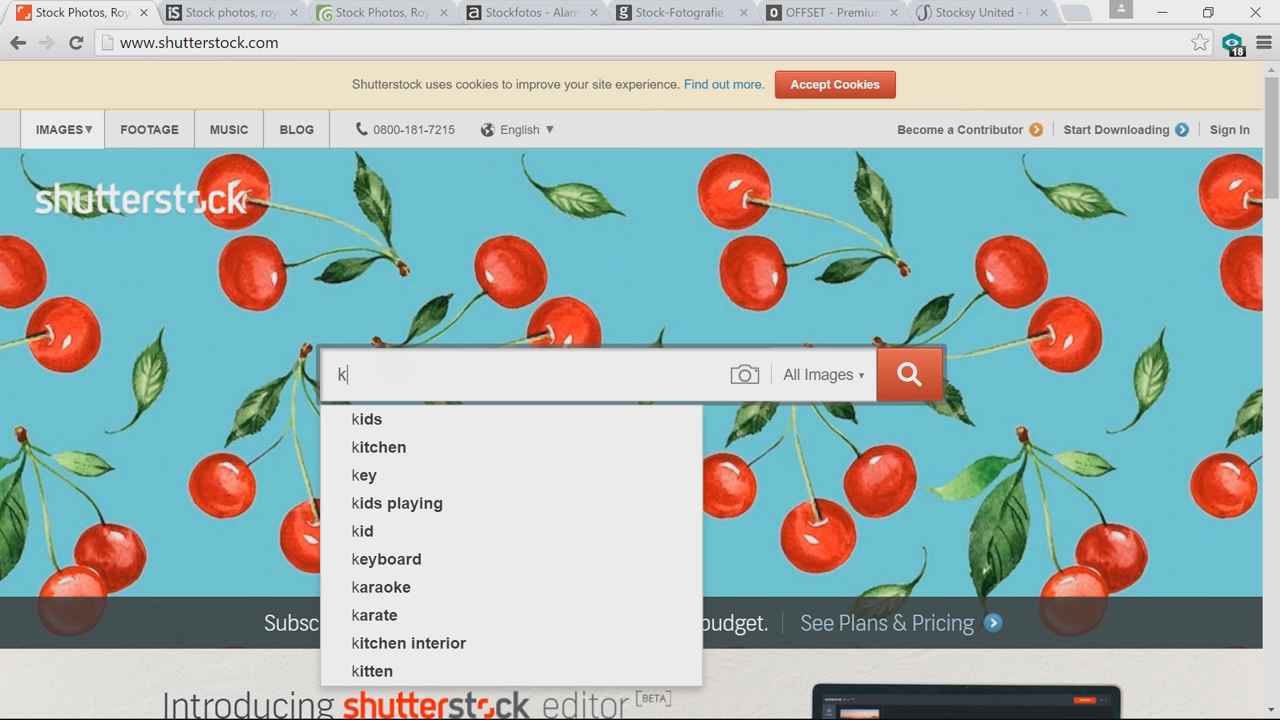 Stock Photos, Roy
Stock photos, roy
Stock Photos, Roy
Stockfotos - Alam
Stock-Fotografie,
OFFSET - Premium
Stocksy United - R
www.shutterstock.com
18
Shutterstock uses cookies to improve your site experience. Find out more. Accept Cookies
IMAGES▾ FOOTAGE MUSIC BLOG 0800-181-7215 English ▼ Become a Contributor Start Downloading Sign In
shutterstock
k All Images ▾
kids
kitchen
key
kids playing
kid
keyboard
karaoke
karate
kitchen interior
kitten
Subsc budget. See Plans & Pricing
Introducing shutterstock editor [BETA]